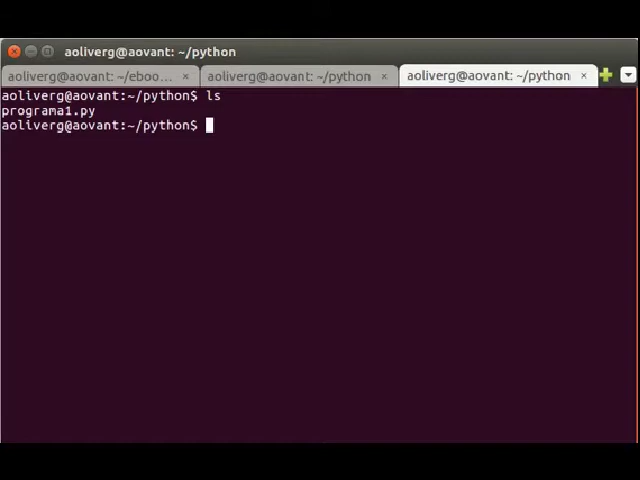 aoliverg@aovant: ~/python
aoliverg@aovant: ~/eboo... × aoliverg@aovant: ~/python × aoliverg@aovant: ~/python ×
aoliverg@aovant:~/python$ ls
programa1.py
aoliverg@aovant:~/python$